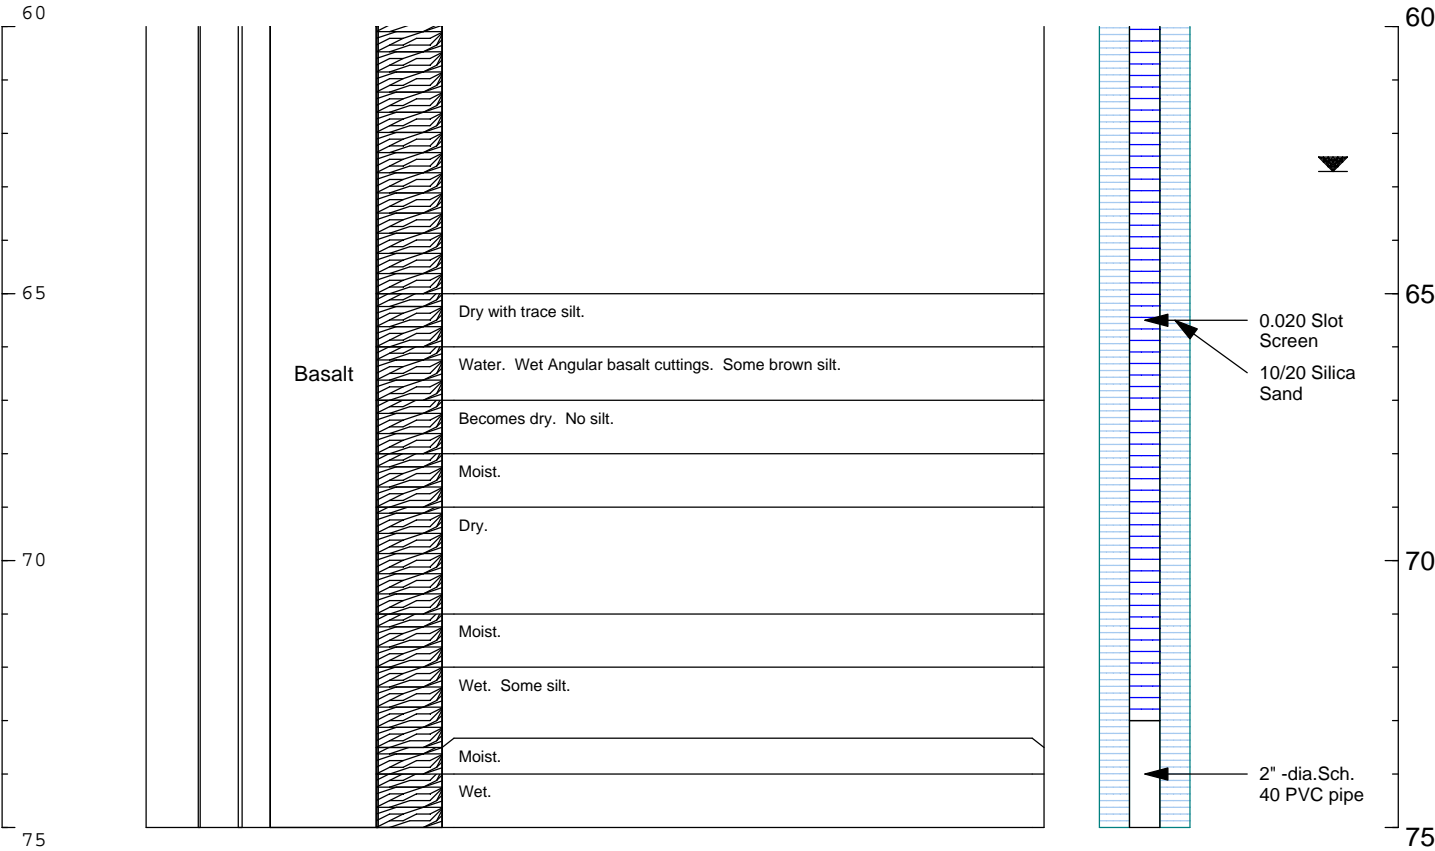 60
60
65
65
Dry with trace silt.
0.020 Slot
Screen
Water.  Wet Angular basalt cuttings.  Some brown silt.
Basalt
10/20 Silica
Sand
Becomes dry.  No silt.
Moist.
Dry.
70
70
Moist.
Wet.  Some silt.
Moist.
Wet.
2" -dia.Sch.
40 PVC pipe
75
75